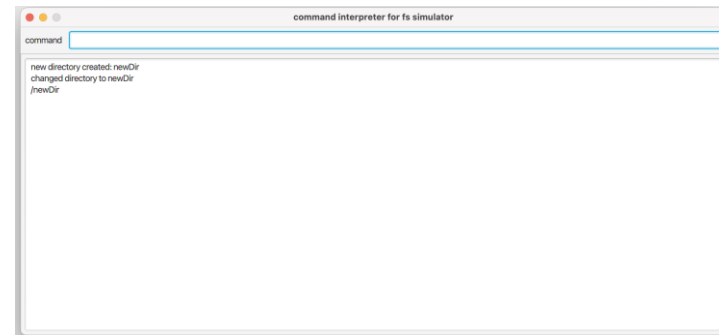 command interpreter for fs simulator
command
new directory created: newDir
changed directory to newDir
/newDir